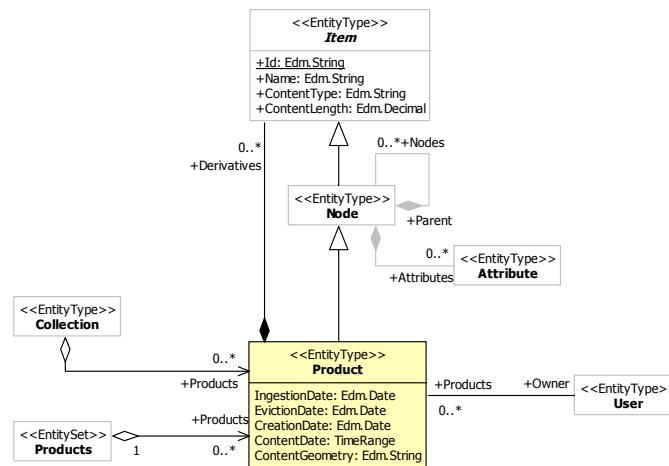 <<EntityType>>
Item
+Id: Edm.String
+Name: Edm.String
+ContentType: Edm.String
+ContentLength: Edm.Decimal
0..*
+Derivatives
0..*+Nodes
<<EntityType>>
Node
+Parent
0..*
+Attributes
<<EntityType>>
Attribute
<<EntityType>>
Collection
0..*
+Products
<<EntityType>>
Product
IngestionDate: Edm.Date
EvictionDate: Edm.Date
CreationDate: Edm.Date
ContentDate: TimeRange
ContentGeometry: Edm.String
+Products
0..*
+Owner
<<EntityType>>
User
<<EntitySet>>
Products
1
+Products
0..*